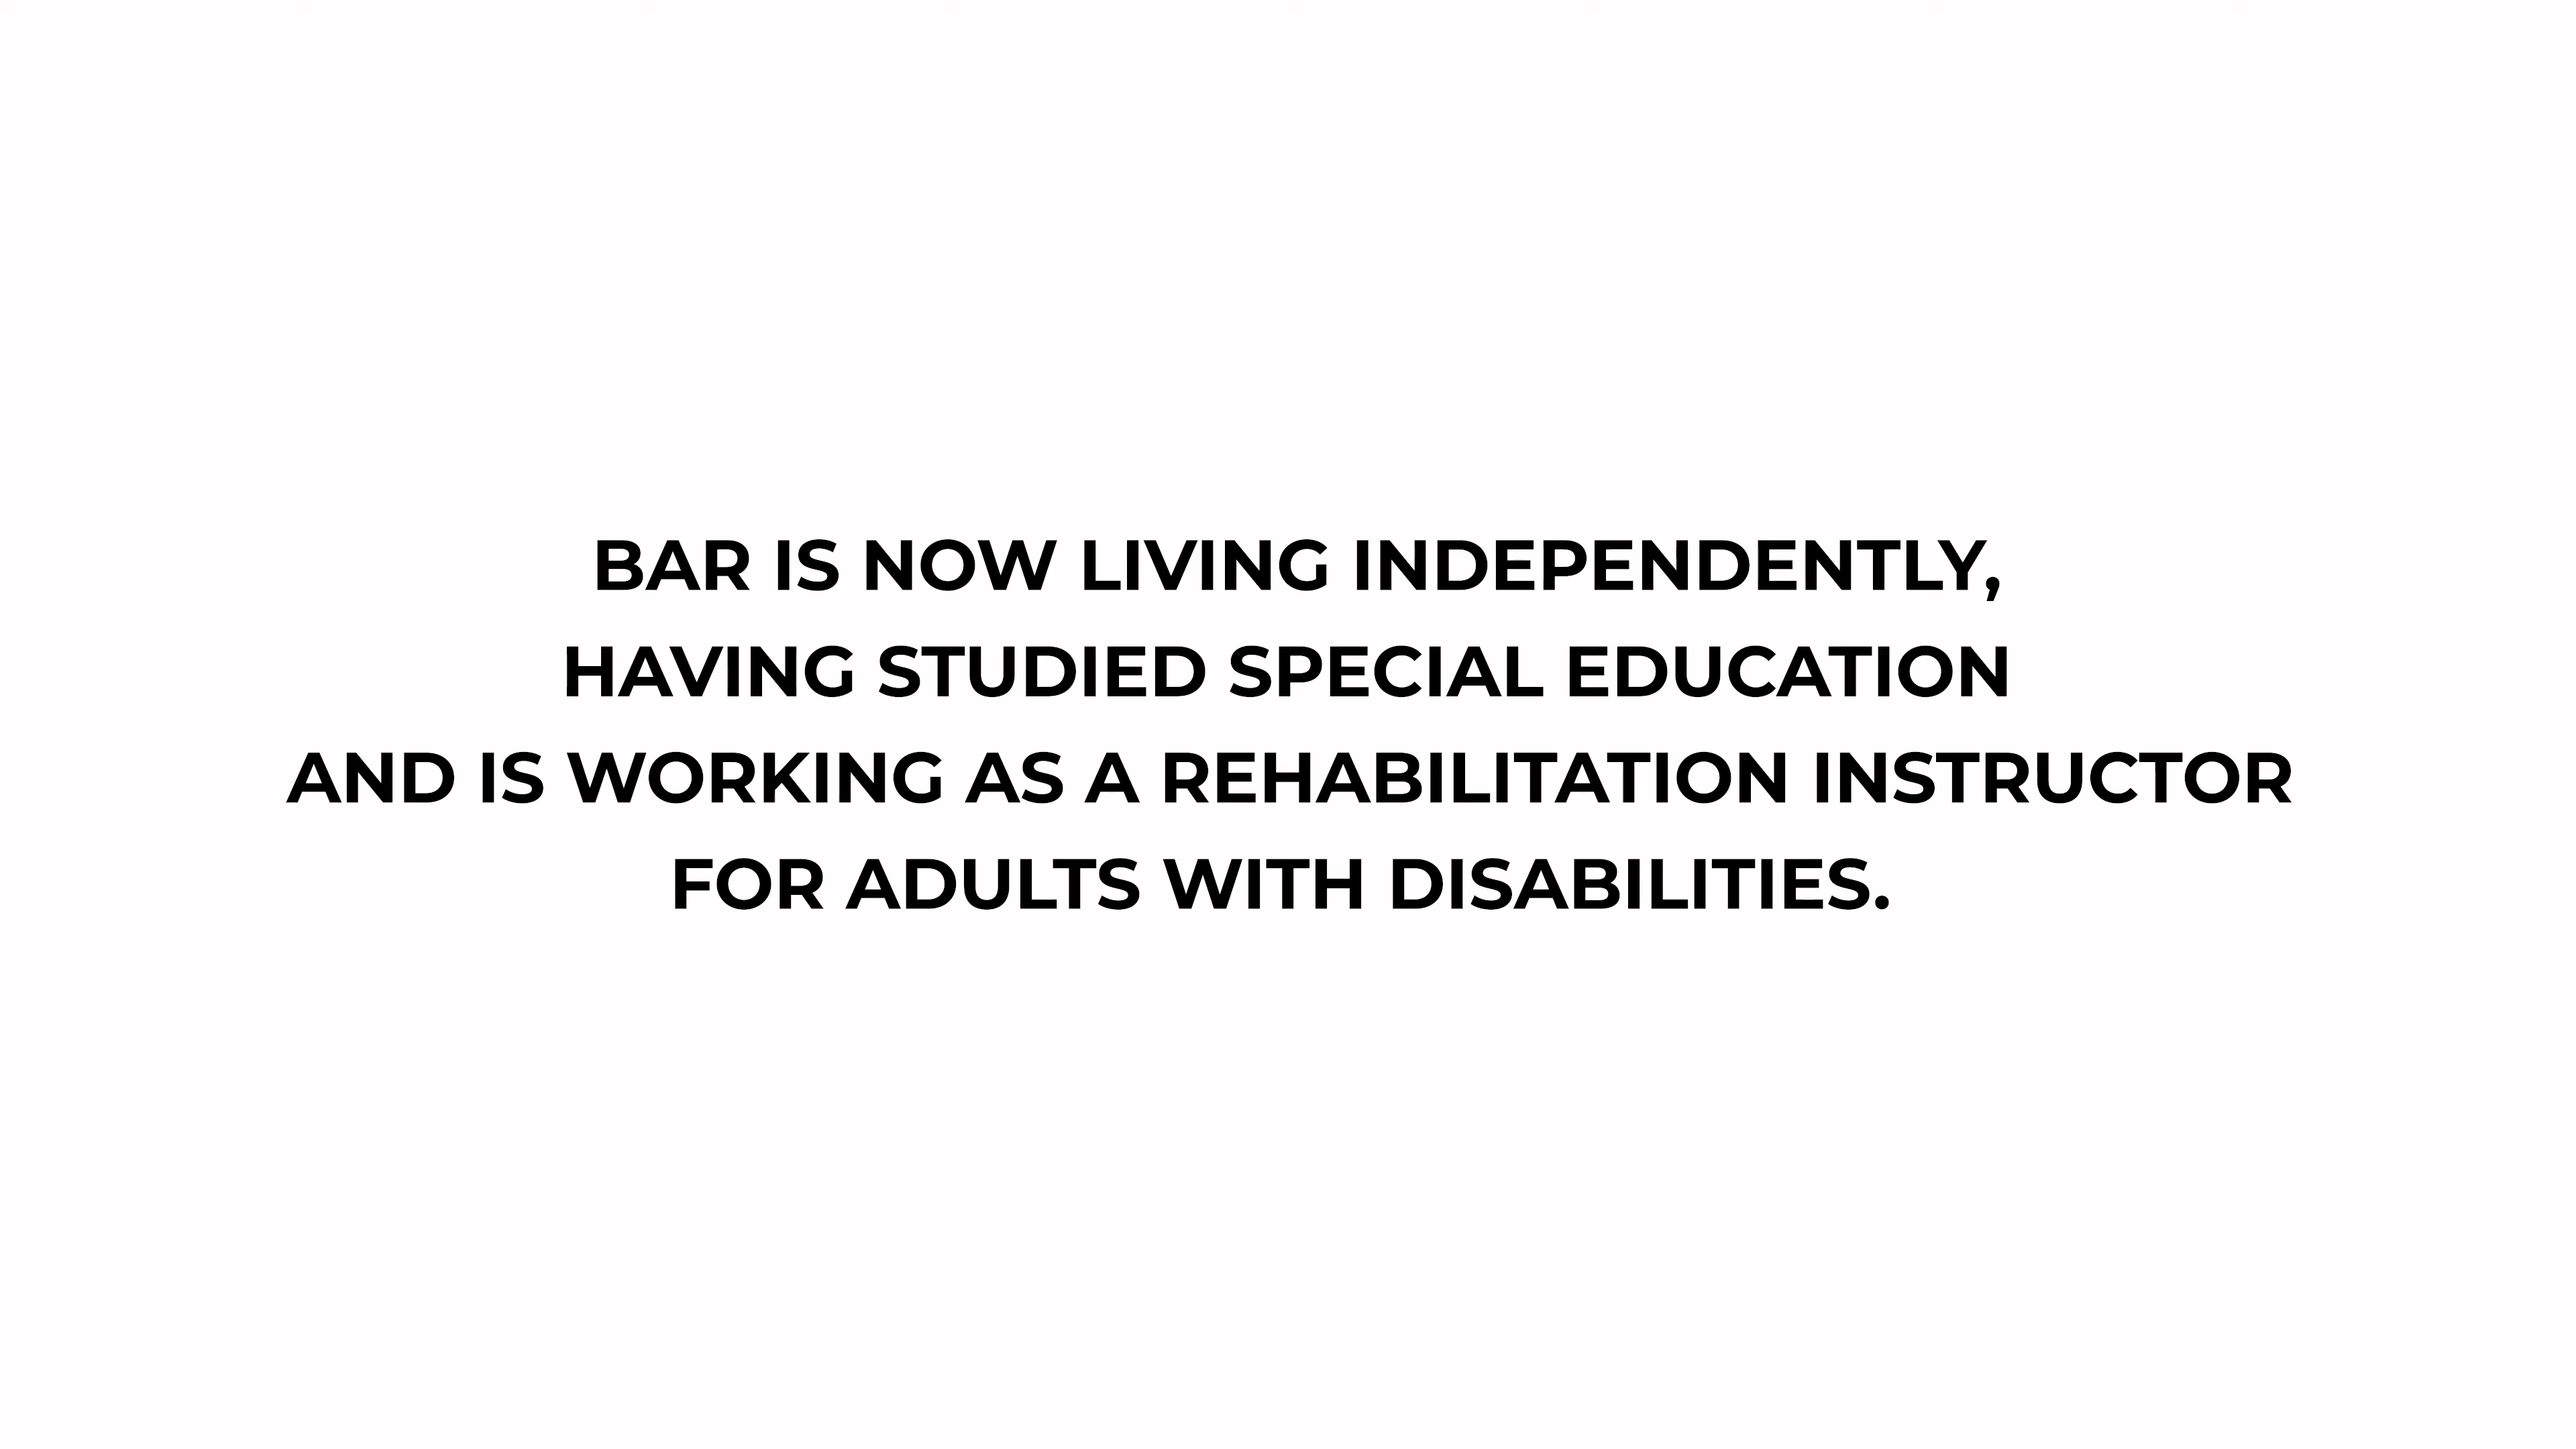 BAR IS NOW LIVING INDEPENDENTLY,
HAVING STUDIED SPECIAL EDUCATION
AND IS WORKING AS A REHABILITATION INSTRUCTOR
FOR ADULTS WITH DISABILITIES.